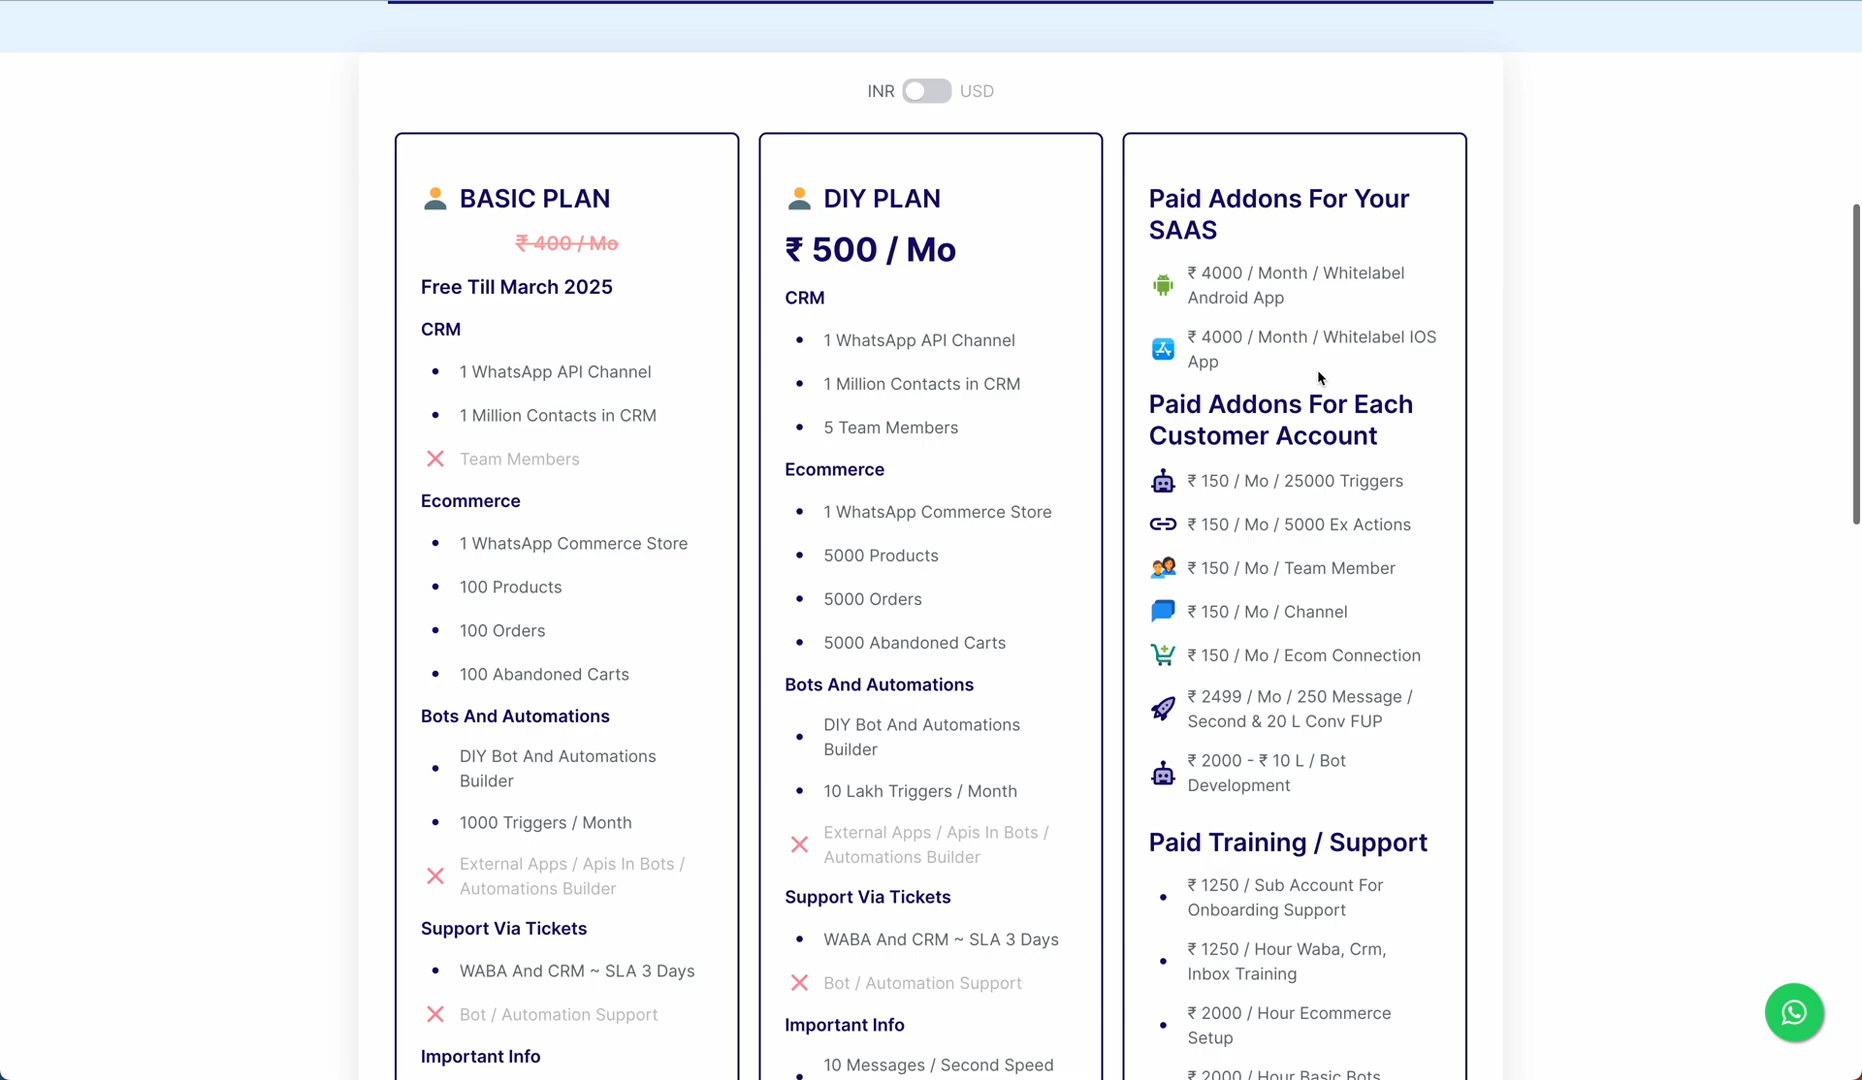 INR USD
BASIC PLAN
₹ 400 / Mo
Free Till March 2025
CRM
1 WhatsApp API Channel
1 Million Contacts in CRM
Team Members
Ecommerce
1 WhatsApp Commerce Store
100 Products
100 Orders
100 Abandoned Carts
Bots And Automations
DIY Bot And Automations
Builder
1000 Triggers / Month
External Apps / Apis In Bots /
Automations Builder
Support Via Tickets
WABA And CRM ~ SLA 3 Days
Bot / Automation Support
Important Info
DIY PLAN
₹ 500 / Mo
CRM
1 WhatsApp API Channel
1 Million Contacts in CRM
5 Team Members
Ecommerce
1 WhatsApp Commerce Store
5000 Products
5000 Orders
5000 Abandoned Carts
Bots And Automations
DIY Bot And Automations
Builder
10 Lakh Triggers / Month
External Apps / Apis In Bots /
Automations Builder
Support Via Tickets
WABA And CRM ~ SLA 3 Days
Bot / Automation Support
Important Info
10 Messages / Second Speed
Paid Addons For Your
SAAS
₹ 4000 / Month / Whitelabel
Android App
₹ 4000 / Month / Whitelabel IOS
App
Paid Addons For Each
Customer Account
₹ 150 / Mo / 25000 Triggers
₹ 150 / Mo / 5000 Ex Actions
₹ 150 / Mo / Team Member
₹ 150 / Mo / Channel
₹ 150 / Mo / Ecom Connection
₹ 2499 / Mo / 250 Message /
Second & 20 L Conv FUP
₹ 2000 - ₹ 10 L / Bot
Development
Paid Training / Support
₹ 1250 / Sub Account For
Onboarding Support
₹ 1250 / Hour Waba, Crm,
Inbox Training
₹ 2000 / Hour Ecommerce
Setup
₹ 2000 / Hour Basic Bots